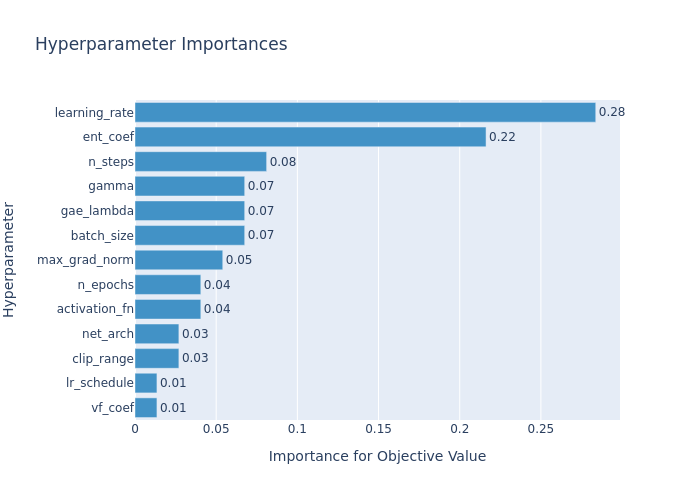 Hyperparameter Importances
Hyperparameter
learning_rate 0.28
ent_coef 0.22
n_steps 0.08
gamma 0.07
gae_lambda 0.07
batch_size 0.07
max_grad_norm 0.05
n_epochs 0.04
activation_fn 0.04
net_arch 0.03
clip_range 0.03
lr_schedule 0.01
vf_coef 0.01
0 0.05 0.1 0.15 0.2 0.25
Importance for Objective Value